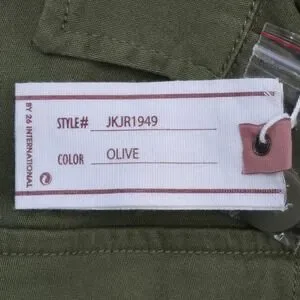 STYLE# JKJR1949
COLOR OLIVE
BY 26 INTERNATIONAL